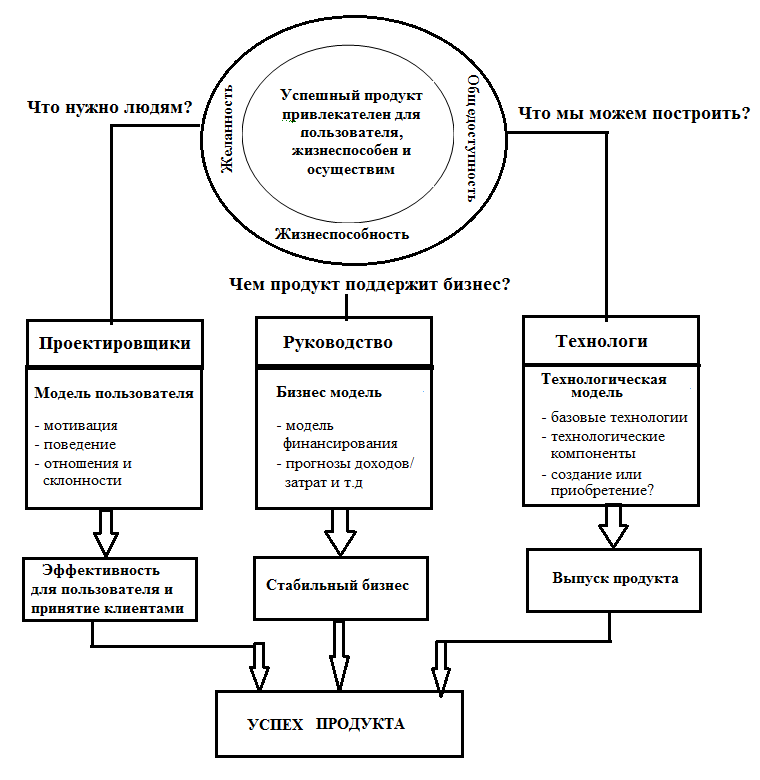 Успешный продукт
привлекателен для
пользователя,
жизнеспособен и
осуществим
Желанность
Общедоступность
Жизнеспособность
Что нужно людям?
Что мы можем построить?
Чем продукт поддержит бизнес?
Проектировщики
Модель пользователя
- мотивация
- поведение
- отношения и
склонности
Руководство
Бизнес модель
- модель
финансирования
- прогнозы доходов/
затрат и т.д
Технологи
Технологическая
модель
- базовые технологии
- технологические
компоненты
- создание или
приобретение?
Эффективность
для пользователя и
принятие клиентами
Стабильный бизнес
Выпуск продукта
УСПЕХ ПРОДУКТА